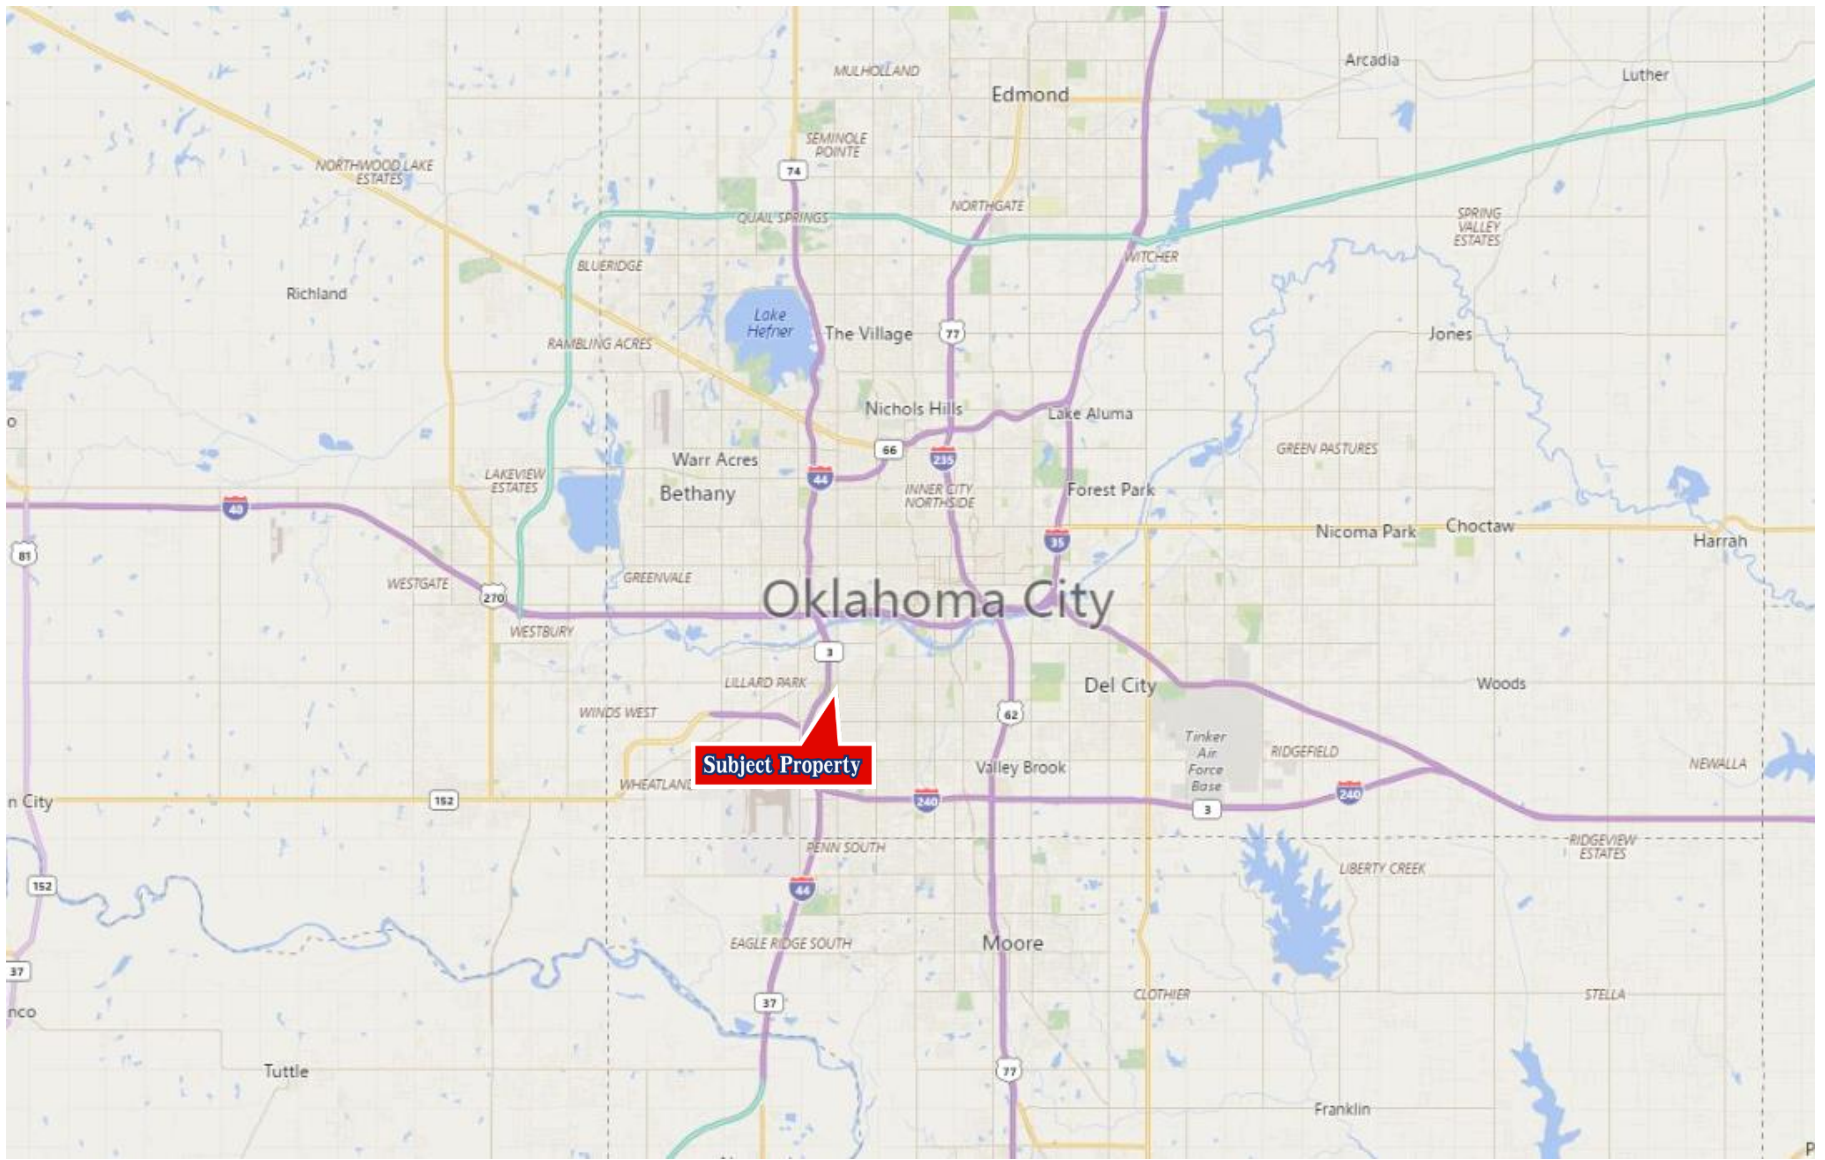 Arcadia
Luther
MULHOLLAND
Edmond
SEMINOLE
POINTE
NORTHWOOD LAKE
ESTATES
74
NORTHGATE
QUAIL SPRINGS
SPRING
VALLEY
ESTATES
WITCHER
BLUERIDGE
Richland
Lake
Hefner
The Village
77
Jones
RAMBLING ACRES
Nichols Hills
Lake Aluma
o
66
GREEN PASTURES
Warr Acres
235
LAKEVIEW
ESTATES
44
Bethany
INNER CITY
NORTHSIDE
Forest Park
40
Nicoma Park
Choctaw
Harrah
35
81
WESTGATE
GREENVALE
270
Oklahoma City
WESTBURY
3
LILLARD PARK
Del City
Woods
WINDS WEST
62
Tinker
Air
Force
Base
RIDGEFIELD
Subject Property
Valley Brook
NEWALLA
WHEATLAND
n City
152
240
240
3
PENN SOUTH
RIDGEVIEW
ESTATES
LIBERTY CREEK
152
44
EAGLE RIDGE SOUTH
Moore
37
CLOTHIER
STELLA
37
nco
Tuttle
77
Franklin
P